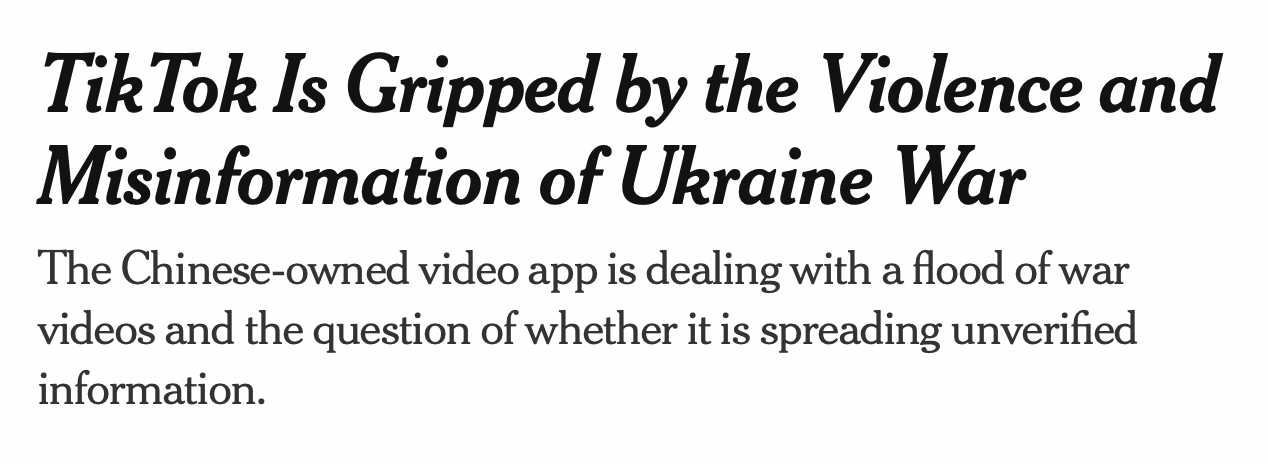 TikTok Is Gripped by the Violence and
Misinformation of Ukraine War
The Chinese-owned video app is dealing with a flood of war
videos and the question of whether it is spreading unverified
information.